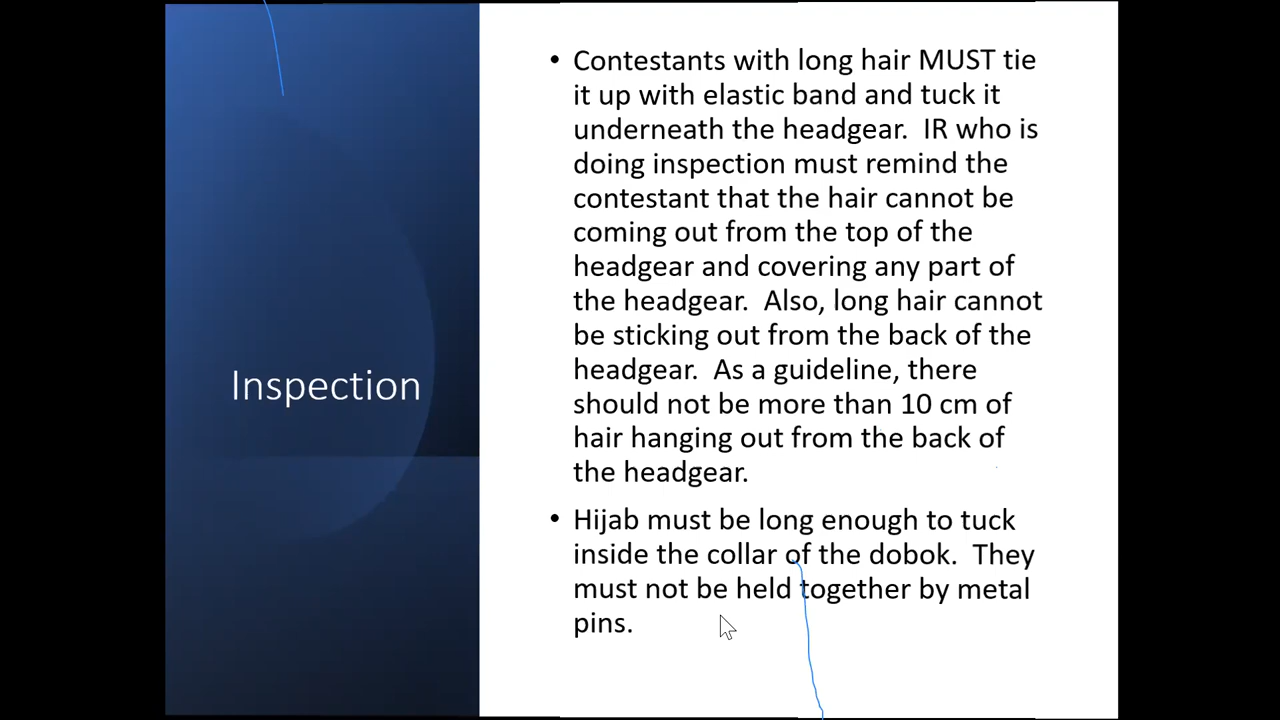 Inspection
• Contestants with long hair MUST tie
it up with elastic band and tuck it
underneath the headgear.  IR who is
doing inspection must remind the
contestant that the hair cannot be
coming out from the top of the
headgear and covering any part of
the headgear.  Also, long hair cannot
be sticking out from the back of the
headgear.  As a guideline, there
should not be more than 10 cm of
hair hanging out from the back of
the headgear.
• Hijab must be long enough to tuck
inside the collar of the dobok.  They
must not be held together by metal
pins.